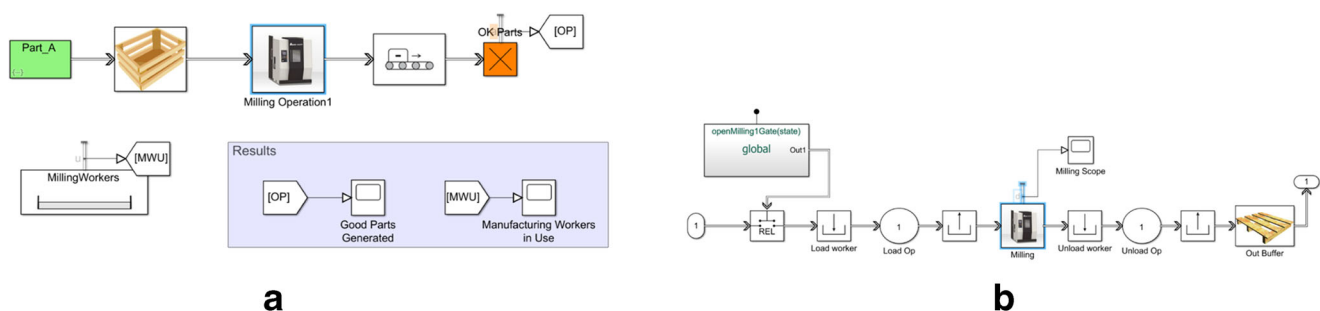 Part_A
{-}
Milling Operation1
OK Parts
[OP]
MillingWorkers
[MWU]
Results
[OP]
Good Parts
Generated
[MWU]
Manufacturing Workers
in Use
a
openMilling1Gate(state)
global
Out1
Milling Scope
1
REL
Load worker
1
Load Op
Milling
Unload worker
1
Unload Op
Out Buffer
1
b